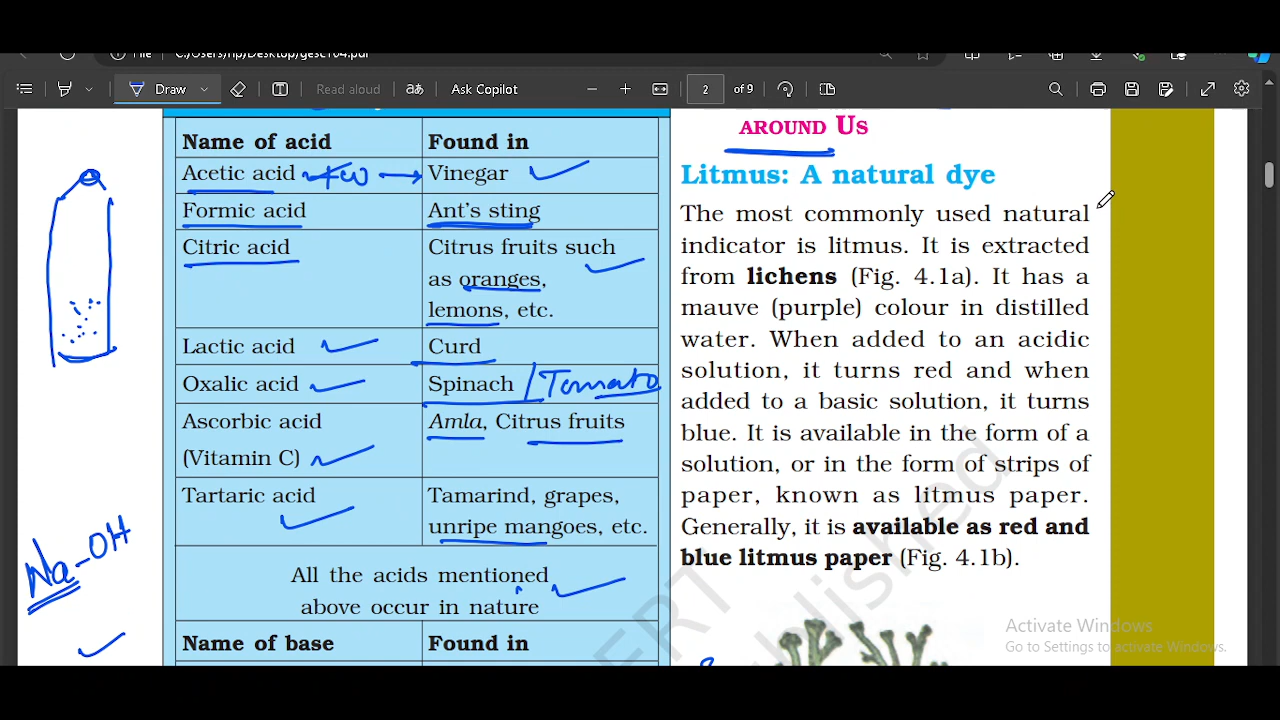 File
C:/Users/hp/Desktop/gesc104.pdf
Draw
Read aloud
Ask Copilot
2
of 9
Name of acid
Found in
Acetic acid
Vinegar
Formic acid
Ant's sting
Citric acid
Citrus fruits such
as oranges,
lemons, etc.
Lactic acid
Curd
Oxalic acid
Spinach / Tomato
Ascorbic acid
(Vitamin C)
Amla, Citrus fruits
Tartaric acid
Tamarind, grapes,
unripe mangoes, etc.
All the acids mentioned
above occur in nature
Name of base
Found in
Na-OH
AROUND US
Litmus: A natural dye
The most commonly used natural
indicator is litmus. It is extracted
from lichens (Fig. 4.1a). It has a
mauve (purple) colour in distilled
water. When added to an acidic
solution, it turns red and when
added to a basic solution, it turns
blue. It is available in the form of a
solution, or in the form of strips of
paper, known as litmus paper.
Generally, it is available as red and
blue litmus paper (Fig. 4.1b).
Activate Windows
Go to Settings to activate Windows.